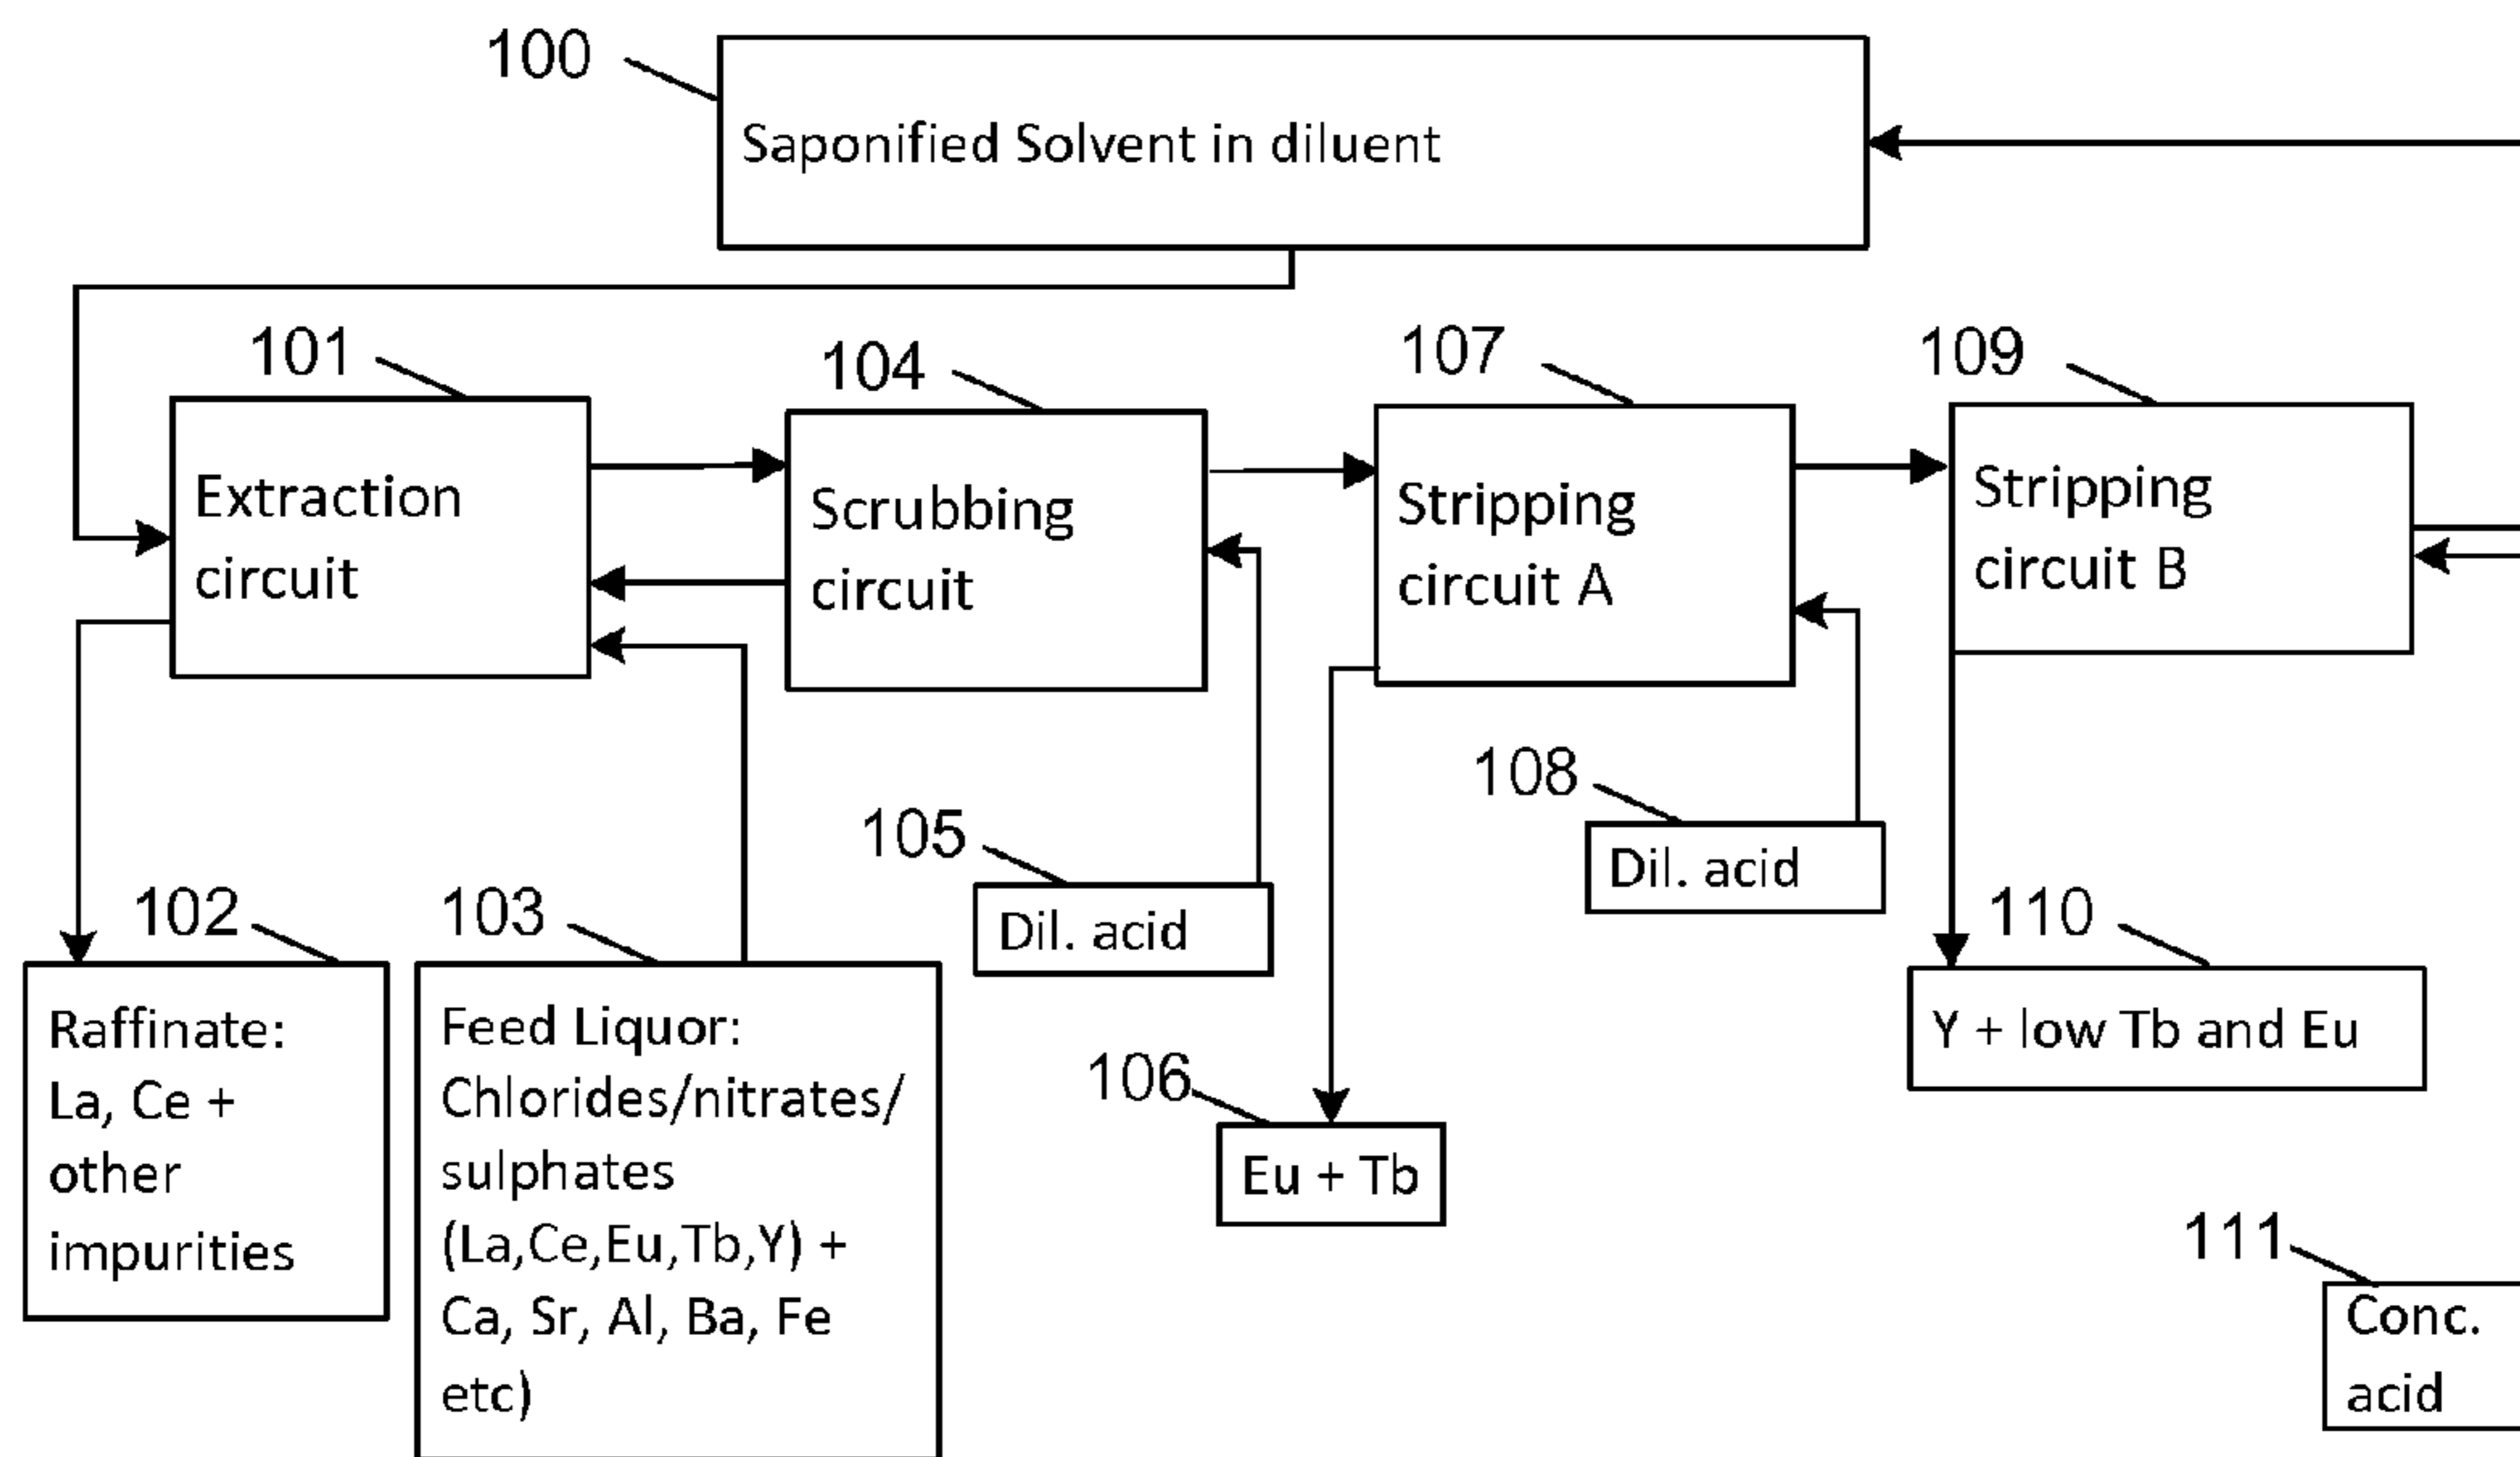 100
Saponified Solvent in diluent
101
104
107
109
Extraction
circuit
Scrubbing
circuit
Stripping
circuit A
Stripping
circuit B
102
103
105
108
110
Dil. acid
Dil. acid
Raffinate:
La, Ce +
other
impurities
Feed Liquor:
Chlorides/nitrates/
sulphates
(La,Ce,Eu,Tb,Y) +
Ca, Sr, Al, Ba, Fe
etc)
106
Eu + Tb
Y + low Tb and Eu
111
Conc.
acid